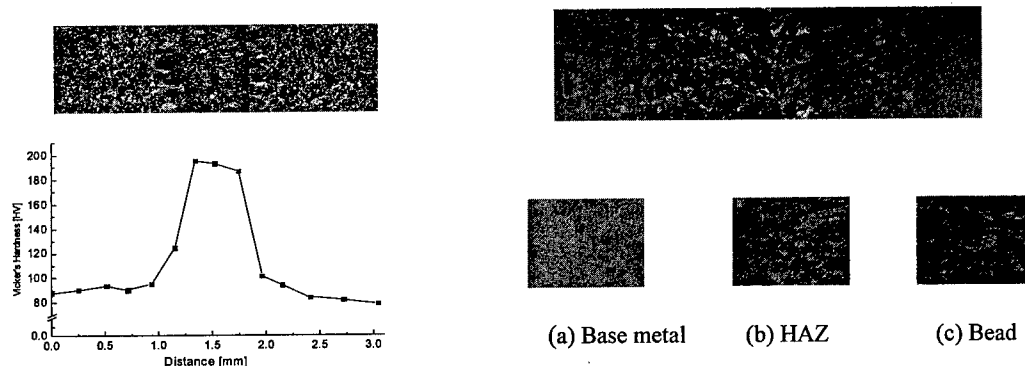 200
180
160
140
120
100
80
0.0
Vicker's Hardness [HV]
0.0 0.5 1.0 1.5 2.0 2.5 3.0
Distance [mm]
(a) Base metal (b) HAZ (c) Bead